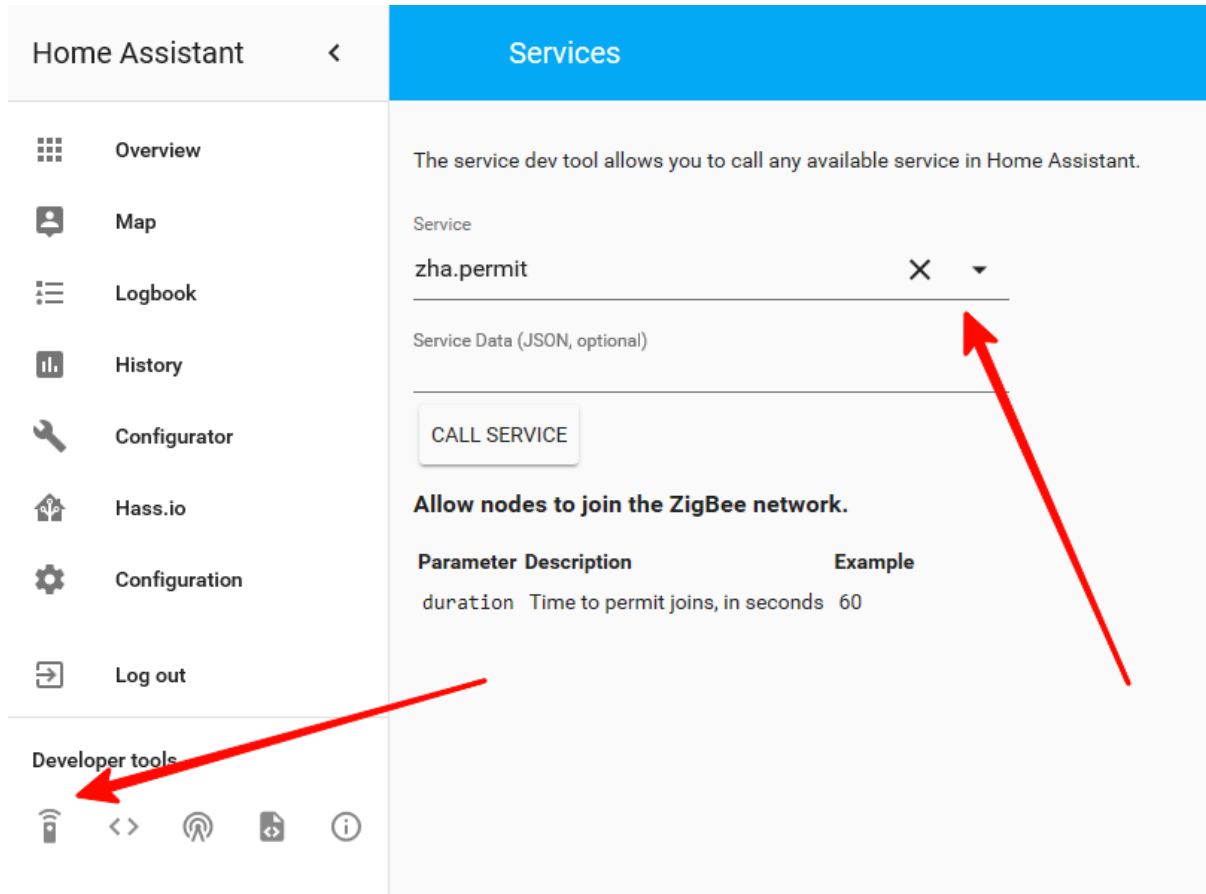 Home Assistant
Services
Overview
Map
Logbook
History
Configurator
Hass.io
Configuration
Log out
Developer tools
The service dev tool allows you to call any available service in Home Assistant.
Service
zha.permit
Service Data (JSON, optional)
CALL SERVICE
Allow nodes to join the ZigBee network.
Parameter Description Example
duration Time to permit joins, in seconds 60